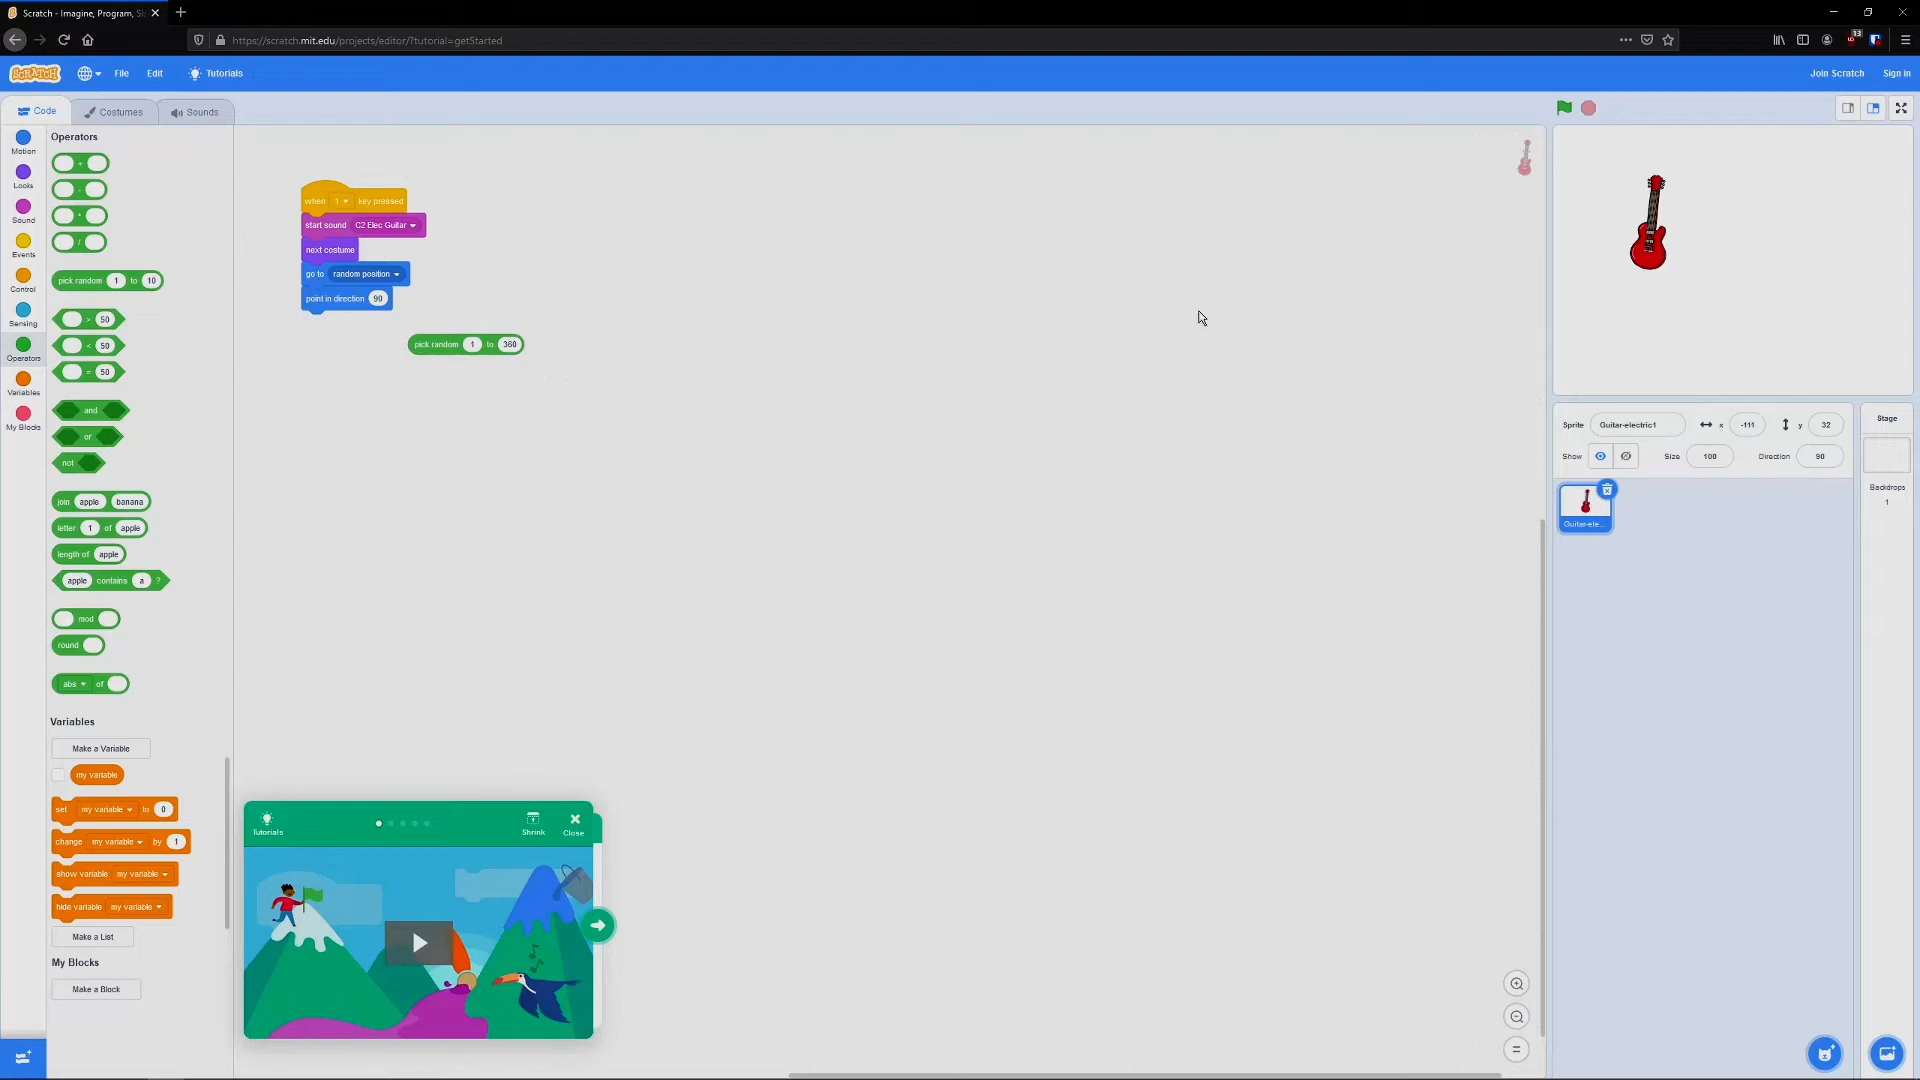 Scratch - Imagine, Program, S
https://scratch.mit.edu/projects/editor/?tutorial=getStarted
13
SCRATCH
File
Edit
Tutorials
Join Scratch
Sign in
Code
Costumes
Sounds
Motion
Looks
Sound
Events
Control
Sensing
Operators
Variables
My Blocks
Operators
+
-
*
/
pick random 1 to 10
> 50
< 50
= 50
and
or
not
join apple banana
letter 1 of apple
length of apple
apple contains a ?
mod
round
abs of
Variables
Make a Variable
my variable
set my variable to 0
change my variable by 1
show variable my variable
hide variable my variable
Make a List
My Blocks
Make a Block
when 1 key pressed
start sound C2 Elec Guitar
next costume
go to random position
point in direction 90
pick random 1 to 360
Tutorials
Shrink
Close
Sprite Guitar-electric1 x -111 y 32
Show Size 100 Direction 90
Guitar-ele...
Stage
Backdrops
1